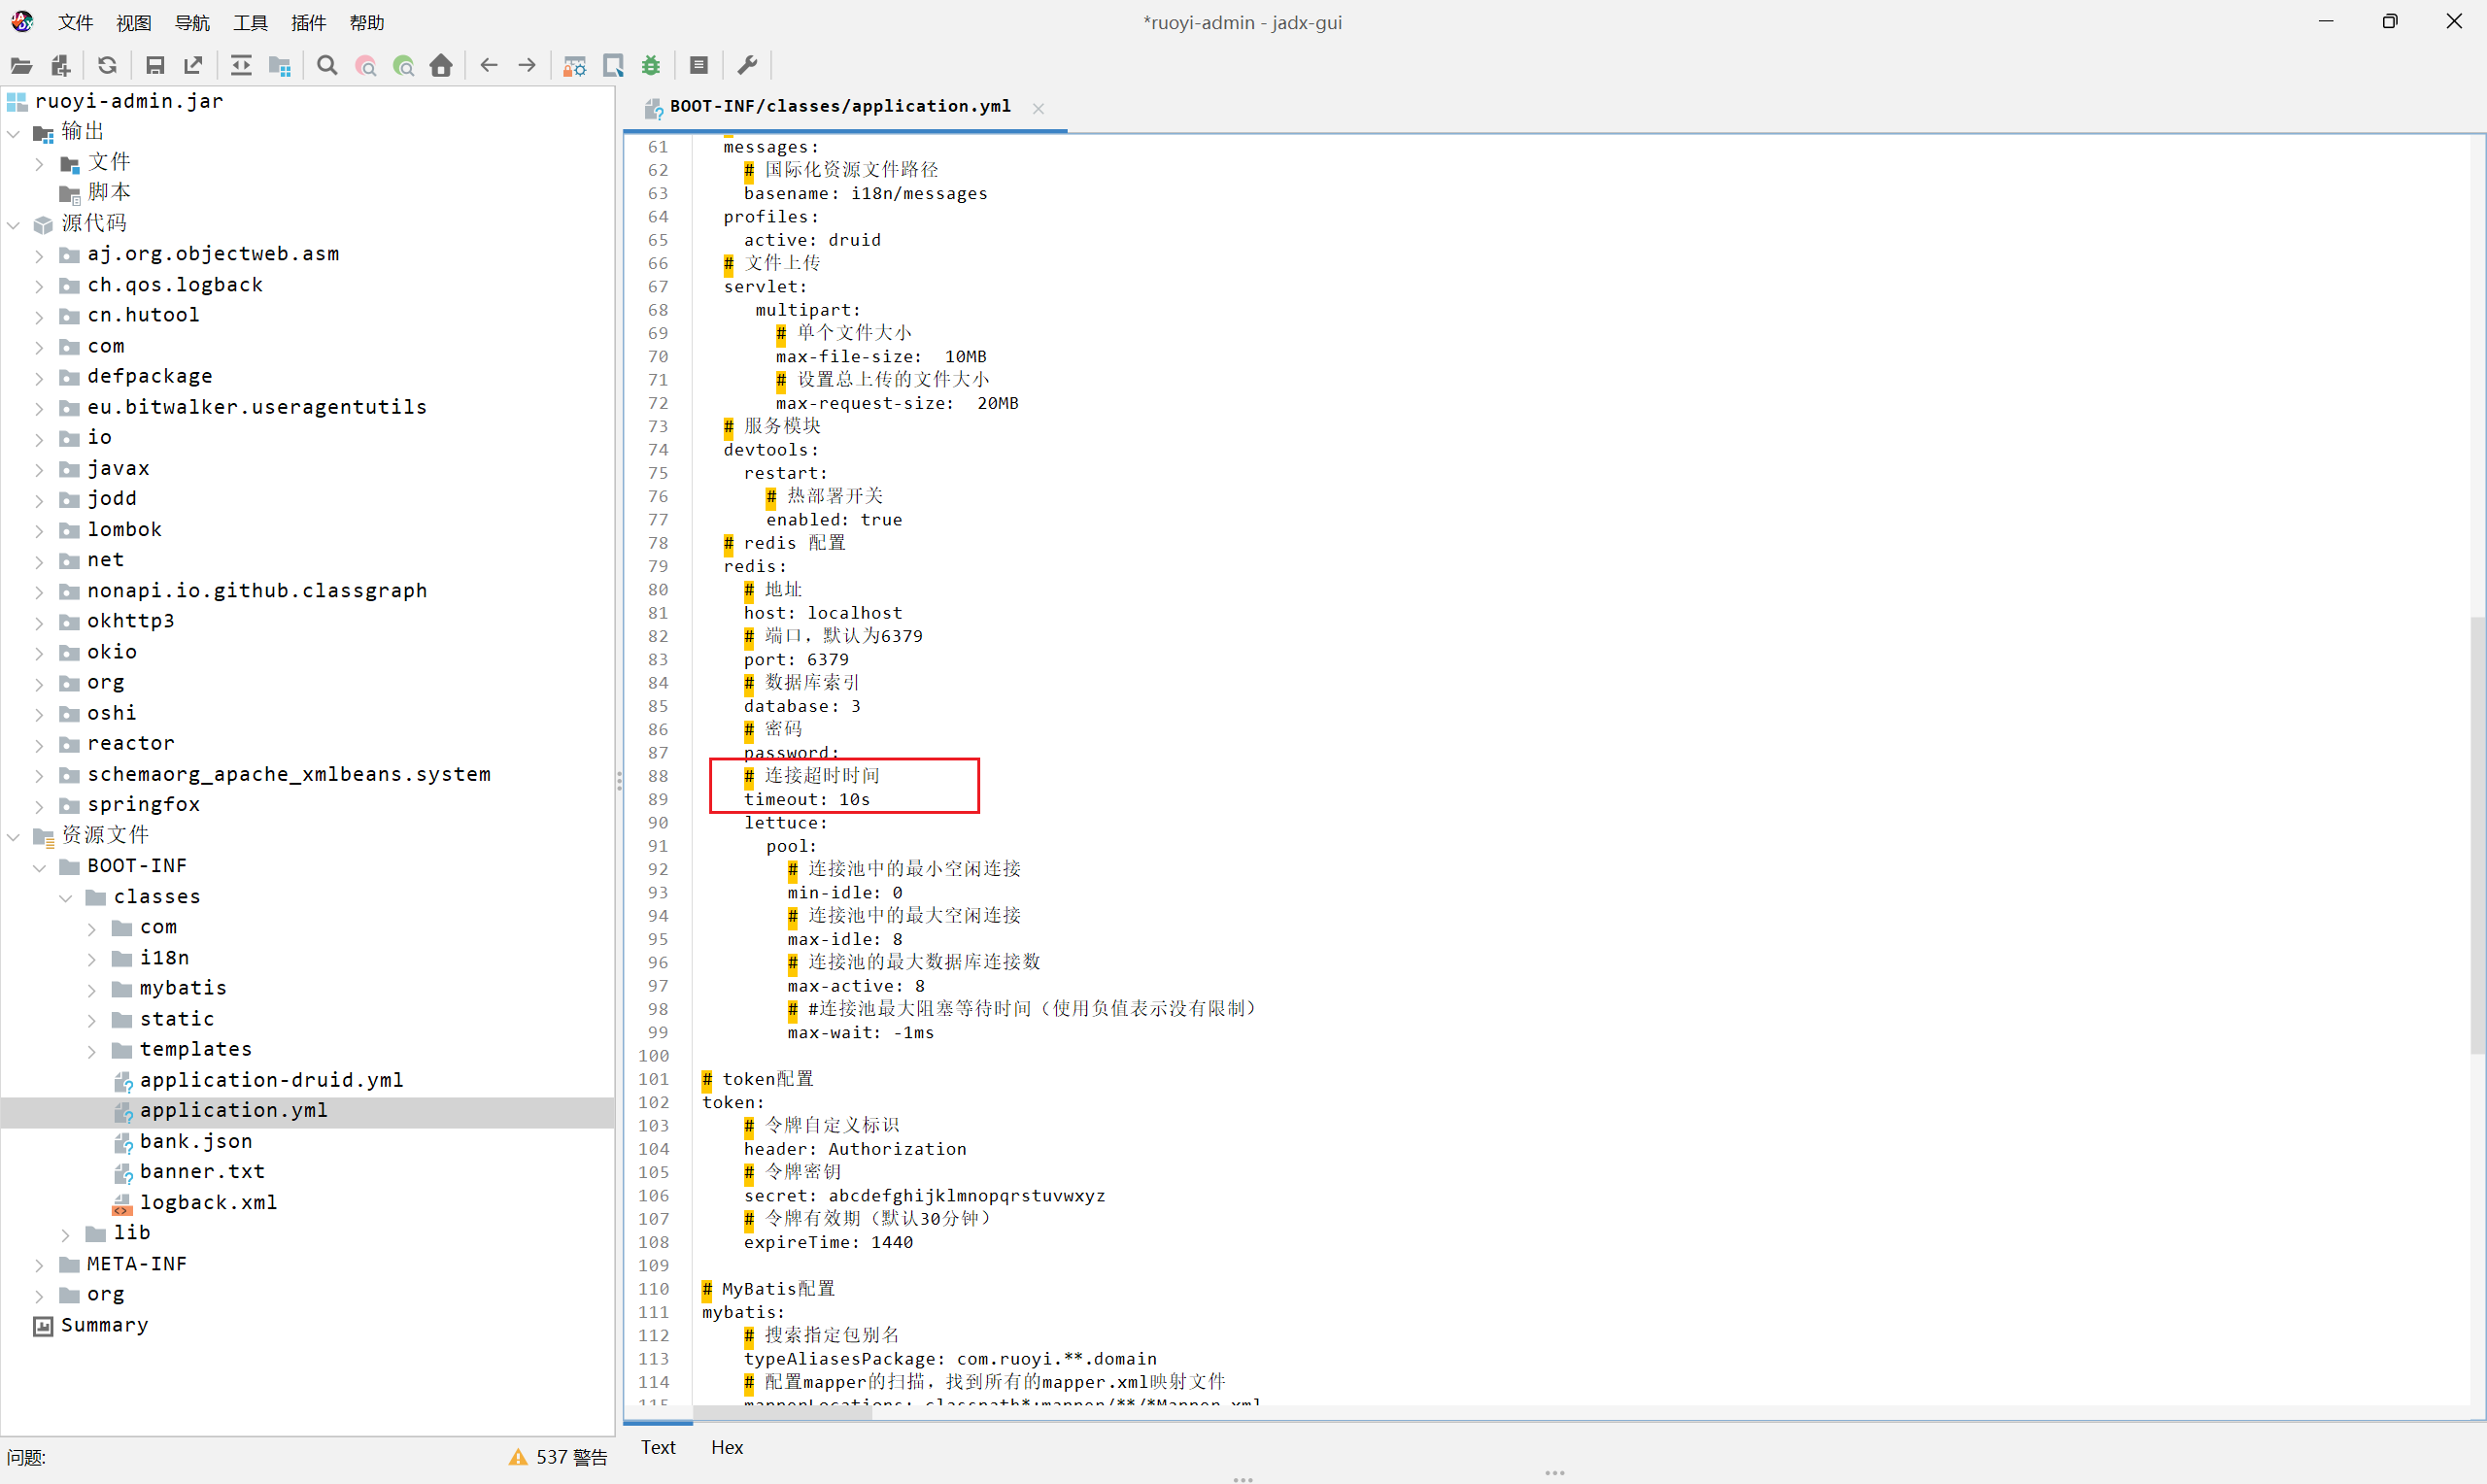 文件 视图 导航 工具 插件 帮助
*ruoyi-admin - jadx-gui
ruoyi-admin.jar
输出
文件
脚本
源代码
aj.org.objectweb.asm
ch.qos.logback
cn.hutool
com
defpackage
eu.bitwalker.useragentutils
io
javax
jodd
lombok
net
nonapi.io.github.classgraph
okhttp3
okio
org
oshi
reactor
schemaorg_apache_xmlbeans.system
springfox
资源文件
BOOT-INF
classes
com
i18n
mybatis
static
templates
application-druid.yml
application.yml
bank.json
banner.txt
logback.xml
lib
META-INF
org
Summary
问题:
537 警告
BOOT-INF/classes/application.yml
61 messages:
62 # 国际化资源文件路径
63 basename: i18n/messages
64 profiles:
65 active: druid
66 # 文件上传
67 servlet:
68 multipart:
69 # 单个文件大小
70 max-file-size:  10MB
71 # 设置总上传的文件大小
72 max-request-size:  20MB
73 # 服务模块
74 devtools:
75 restart:
76 # 热部署开关
77 enabled: true
78 # redis 配置
79 redis:
80 # 地址
81 host: localhost
82 # 端口，默认为6379
83 port: 6379
84 # 数据库索引
85 database: 3
86 # 密码
87 password:
88 # 连接超时时间
89 timeout: 10s
90 lettuce:
91 pool:
92 # 连接池中的最小空闲连接
93 min-idle: 0
94 # 连接池中的最大空闲连接
95 max-idle: 8
96 # 连接池的最大数据库连接数
97 max-active: 8
98 # #连接池最大阻塞等待时间（使用负值表示没有限制）
99 max-wait: -1ms
100
101 # token配置
102 token:
103 # 令牌自定义标识
104 header: Authorization
105 # 令牌密钥
106 secret: abcdefghijklmnopqrstuvwxyz
107 # 令牌有效期（默认30分钟）
108 expireTime: 1440
109
110 # MyBatis配置
111 mybatis:
112 # 搜索指定包别名
113 typeAliasesPackage: com.ruoyi.**.domain
114 # 配置mapper的扫描，找到所有的mapper.xml映射文件
115 mapperLocations: classpath*:mapper/**/*Mapper.xml
Text Hex